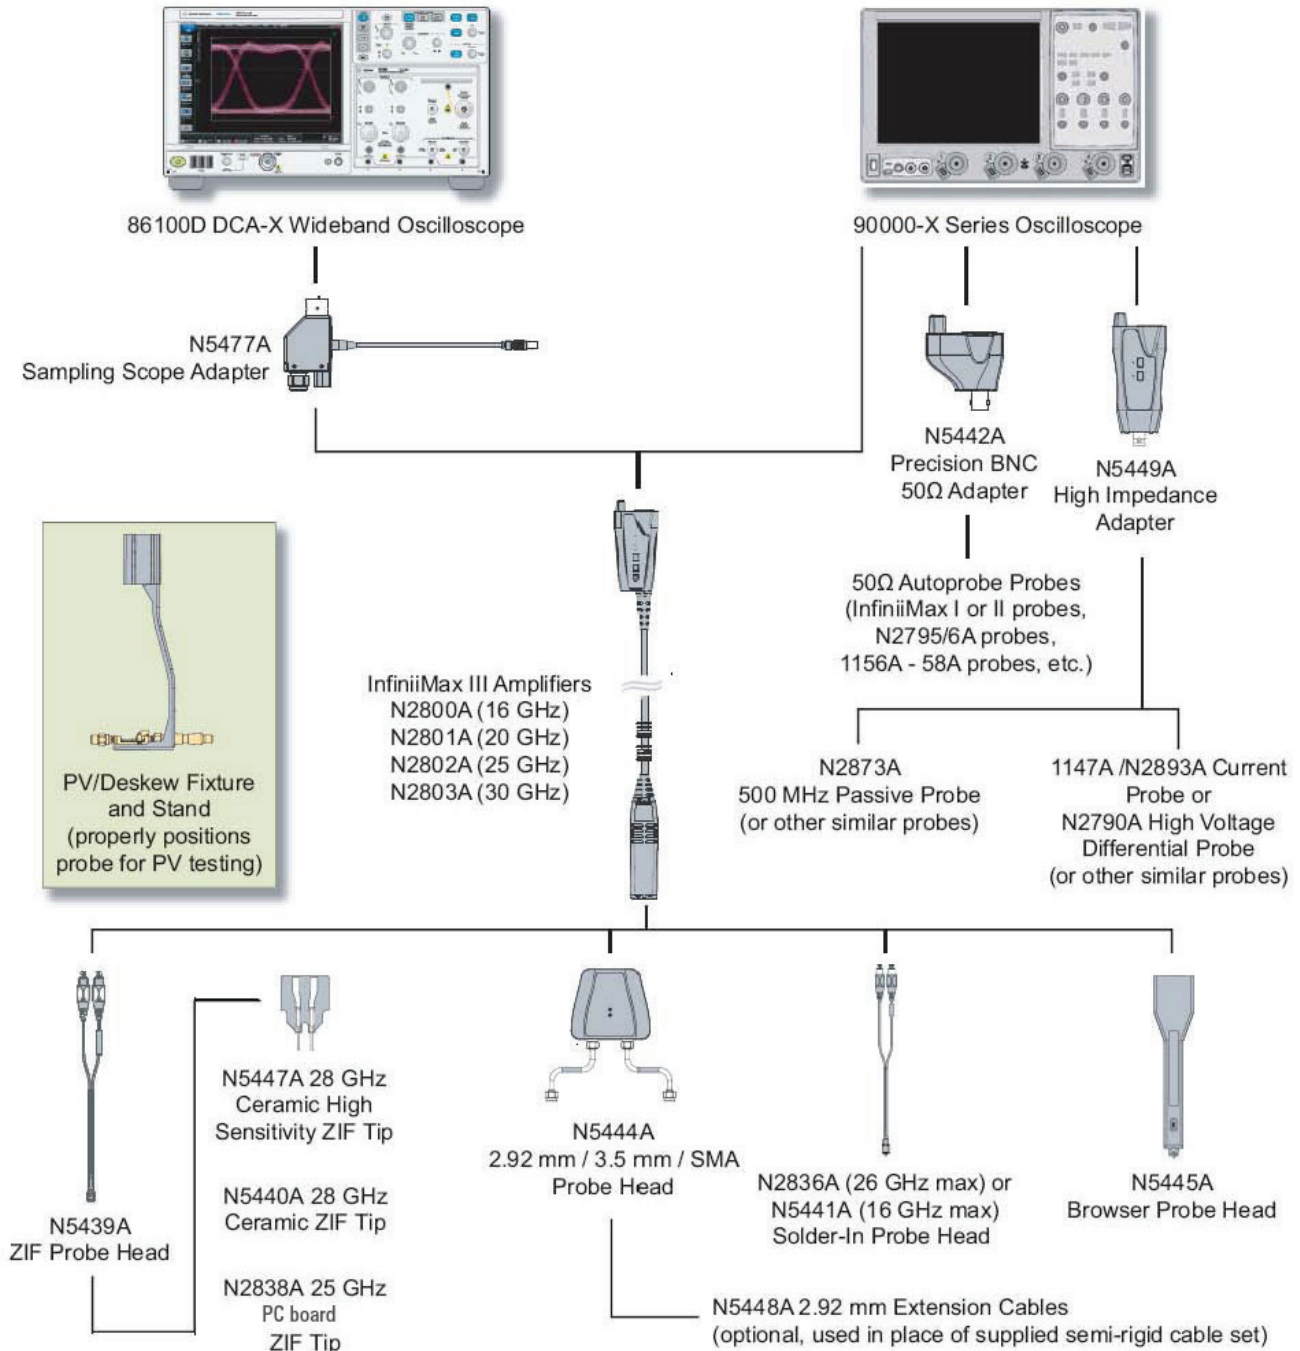 86100D DCA-X Wideband Oscilloscope
90000-X Series Oscilloscope
N5477A
Sampling Scope Adapter
N5442A
Precision BNC
50Ω Adapter
N5449A
High Impedance
Adapter
50Ω Autoprobe Probes
(InfiniiMax I or II probes,
N2795/6A probes,
1156A - 58A probes, etc.)
InfiniiMax III Amplifiers
N2800A (16 GHz)
N2801A (20 GHz)
N2802A (25 GHz)
N2803A (30 GHz)
N2873A
500 MHz Passive Probe
(or other similar probes)
1147A /N2893A Current
Probe or
N2790A High Voltage
Differential Probe
(or other similar probes)
PV/Deskew Fixture
and Stand
(properly positions
probe for PV testing)
N5439A
ZIF Probe Head
N5447A 28 GHz
Ceramic High
Sensitivity ZIF Tip
N5440A 28 GHz
Ceramic ZIF Tip
N2838A 25 GHz
PC board
ZIF Tip
N5444A
2.92 mm / 3.5 mm / SMA
Probe Head
N2836A (26 GHz max) or
N5441A (16 GHz max)
Solder-In Probe Head
N5445A
Browser Probe Head
N5448A 2.92 mm Extension Cables
(optional, used in place of supplied semi-rigid cable set)